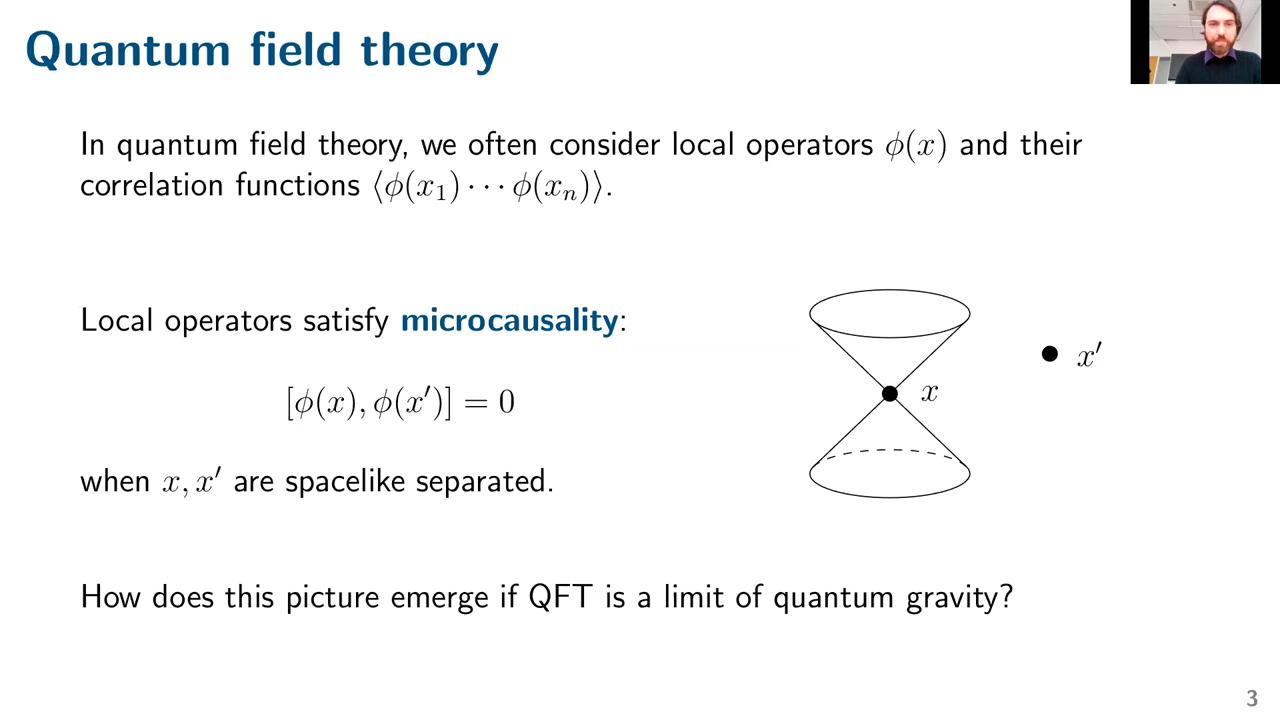 Quantum field theory
In quantum field theory, we often consider local operators ϕ(x) and their
correlation functions ⟨ϕ(x₁) ⋯ ϕ(xₙ)⟩.
Local operators satisfy microcausality:
x′
x
[ϕ(x), ϕ(x′)] = 0
when x, x′ are spacelike separated.
How does this picture emerge if QFT is a limit of quantum gravity?
3